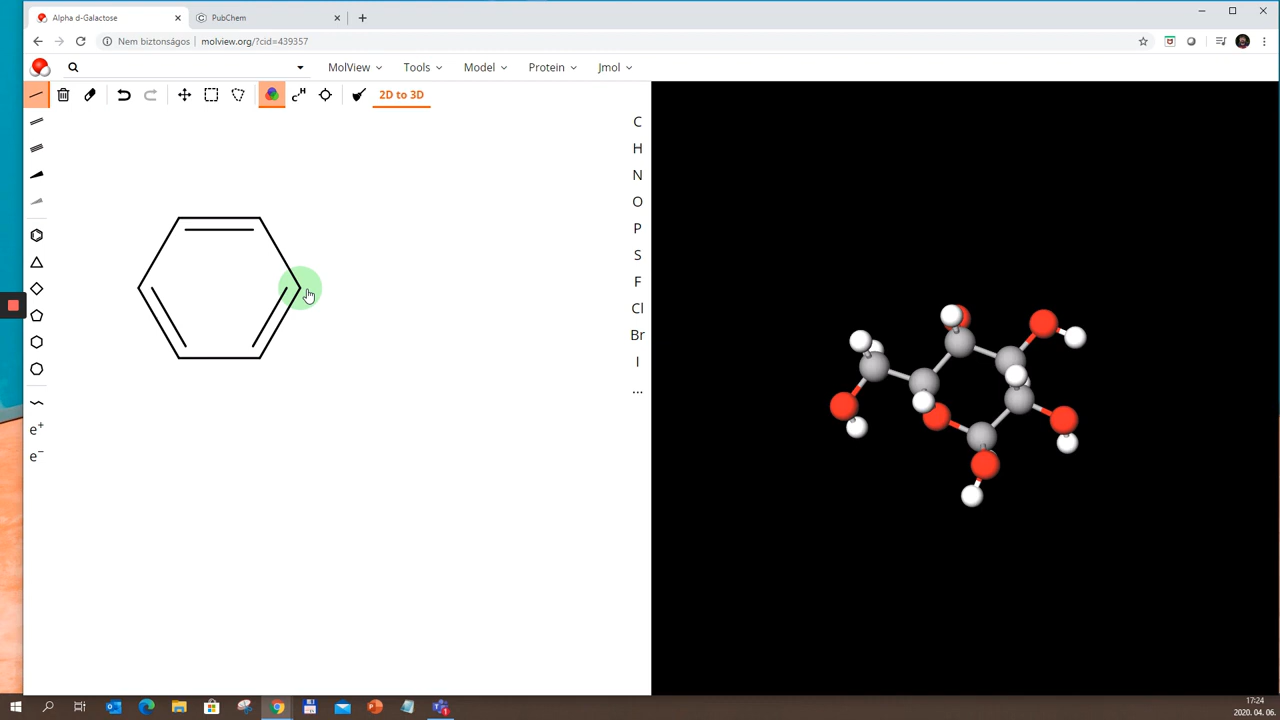 Alpha d-Galactose
PubChem
Nem biztonságos
molview.org/?cid=439357
MolView
Tools
Model
Protein
Jmol
2D to 3D
C
H
N
O
P
S
F
Cl
Br
I
...
C H
e+
e−
17:24
2020. 04. 06.